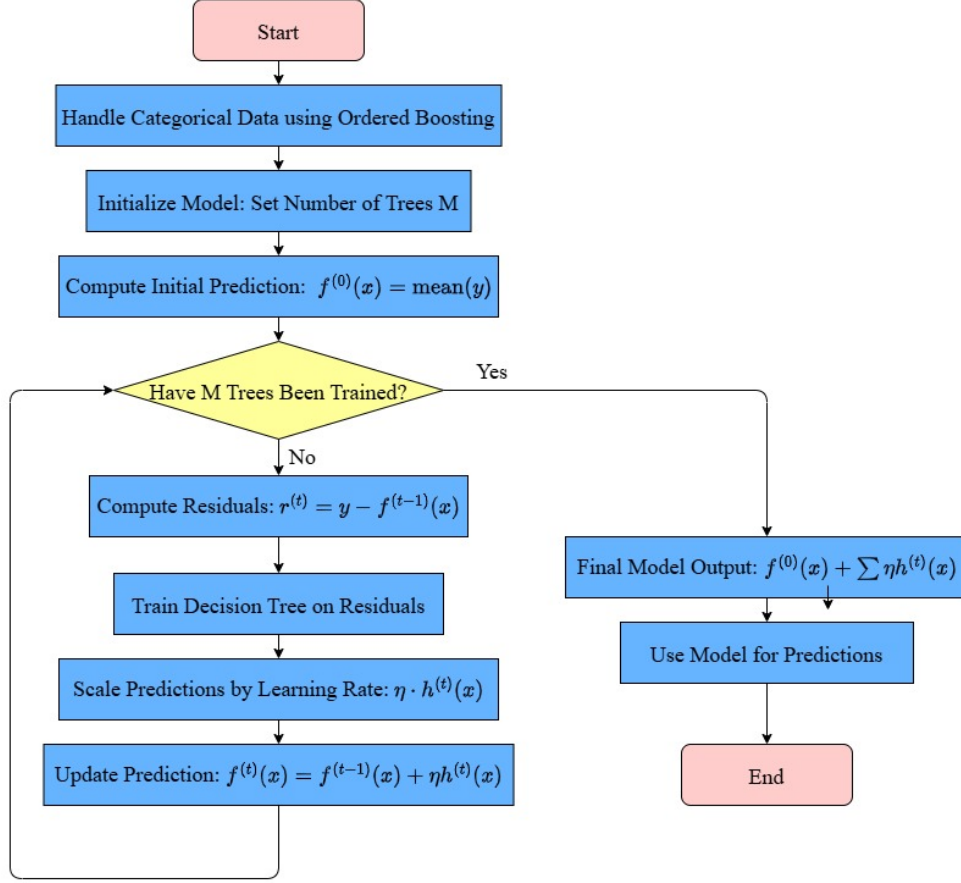 Start
Handle Categorical Data using Ordered Boosting
Initialize Model: Set Number of Trees M
Compute Initial Prediction: f^{(0)}(x) = mean(y)
Have M Trees Been Trained?
Yes
No
Compute Residuals: r^{(t)} = y − f^{(t−1)}(x)
Train Decision Tree on Residuals
Scale Predictions by Learning Rate: η · h^{(t)}(x)
Update Prediction: f^{(t)}(x) = f^{(t−1)}(x) + ηh^{(t)}(x)
Final Model Output: f^{(0)}(x) + ∑ ηh^{(t)}(x)
Use Model for Predictions
End